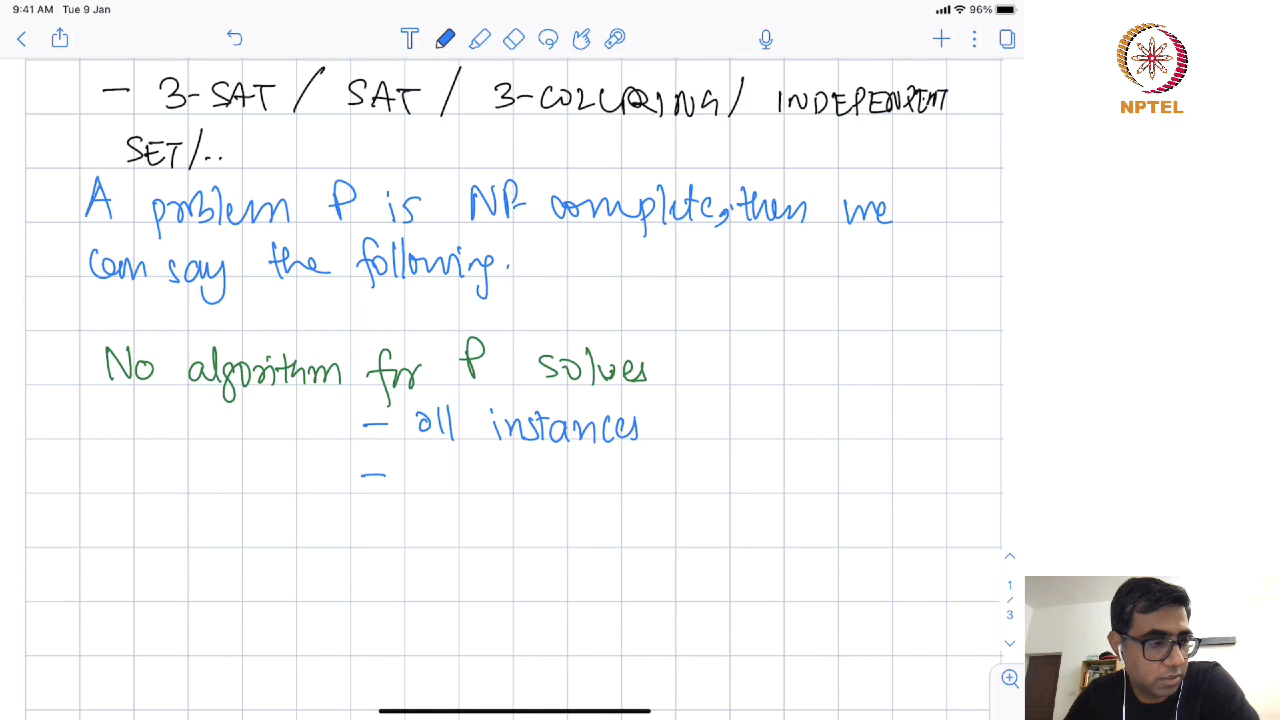 9:41 AM Tue 9 Jan
96%
NPTEL
- 3-SAT / SAT / 3-COLURING / INDEPENDENT
SET/..
A problem P is NP complete, then we
can say the following.
No algorithm for P solves
- all instances
-
1
3